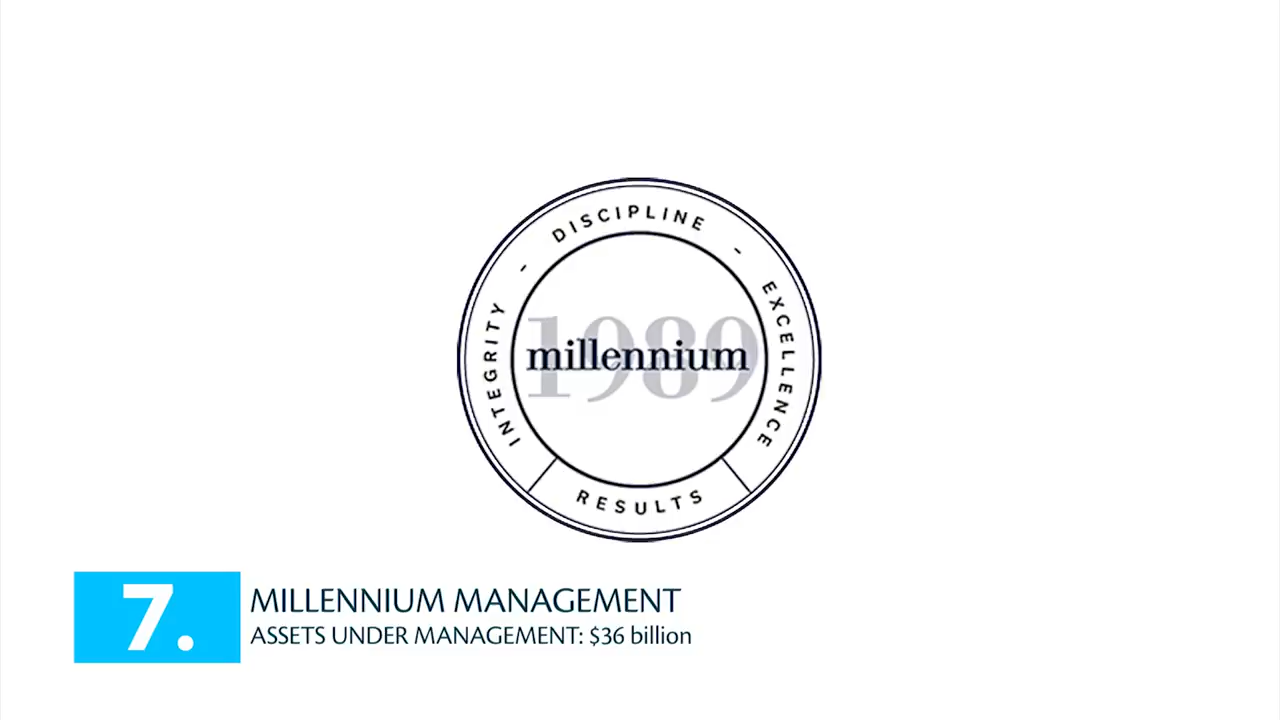 INTEGRITY - DISCIPLINE - EXCELLENCE
1989
millennium
RESULTS
7.
MILLENNIUM MANAGEMENT
ASSETS UNDER MANAGEMENT: $36 billion